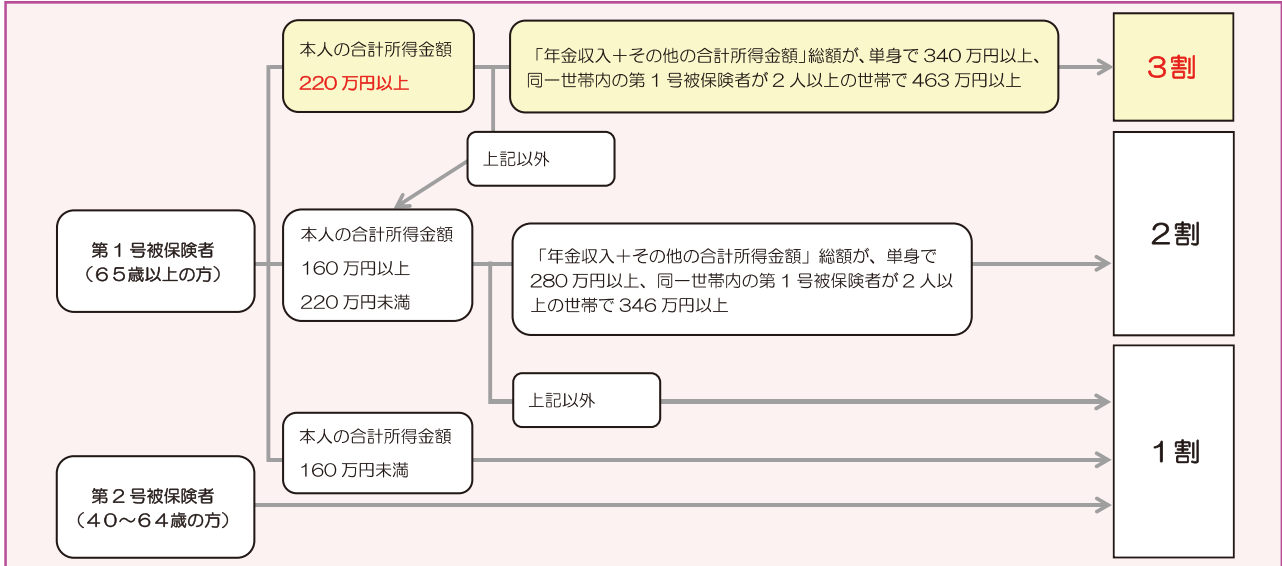 本人の合計所得金額
220万円以上
「年金収入+その他の合計所得金額」総額が、単身で340万円以上、
同一世帯内の第1号被保険者が2人以上の世帯で463万円以上
3割
上記以外
第1号被保険者
(65歳以上の方)
本人の合計所得金額
160万円以上
220万円未満
「年金収入+その他の合計所得金額」総額が、単身で
280万円以上、同一世帯内の第1号被保険者が2人以
上の世帯で346万円以上
2割
上記以外
本人の合計所得金額
160万円未満
第2号被保険者
(40~64歳の方)
1割